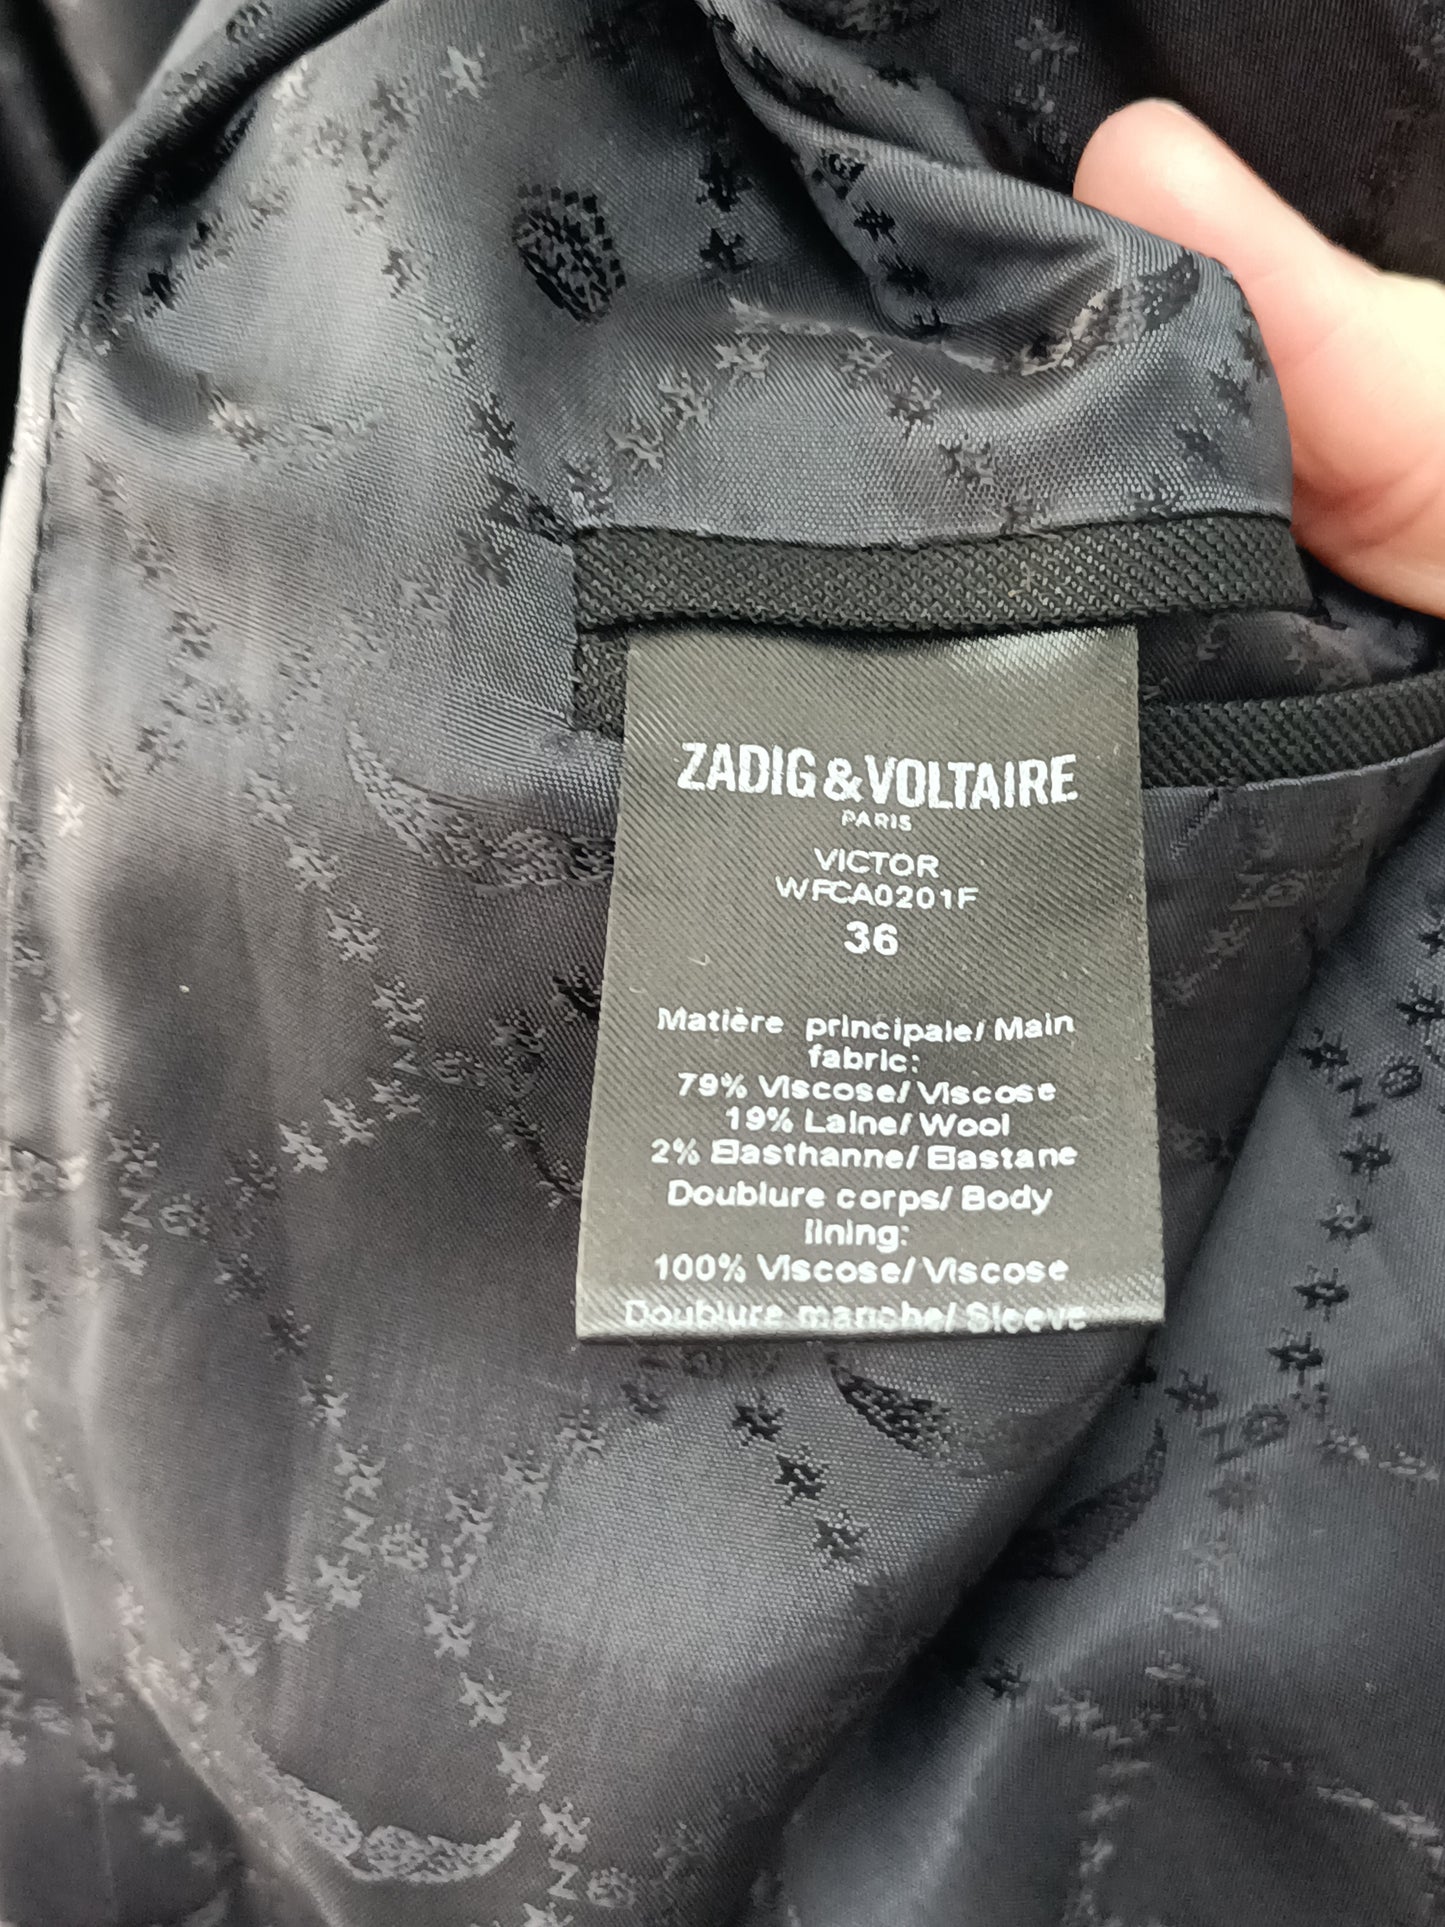 ZADIG & VOLTAIRE
PARIS
VICTOR
WFCA0201F
36
Matière principale/ Main
fabric:
79% Viscose/ Viscose
19% Laine/ Wool
2% Elasthanne/ Elastane
Doublure corps/ Body
lining:
100% Viscose/ Viscose
Doublure manche/ Sleeve